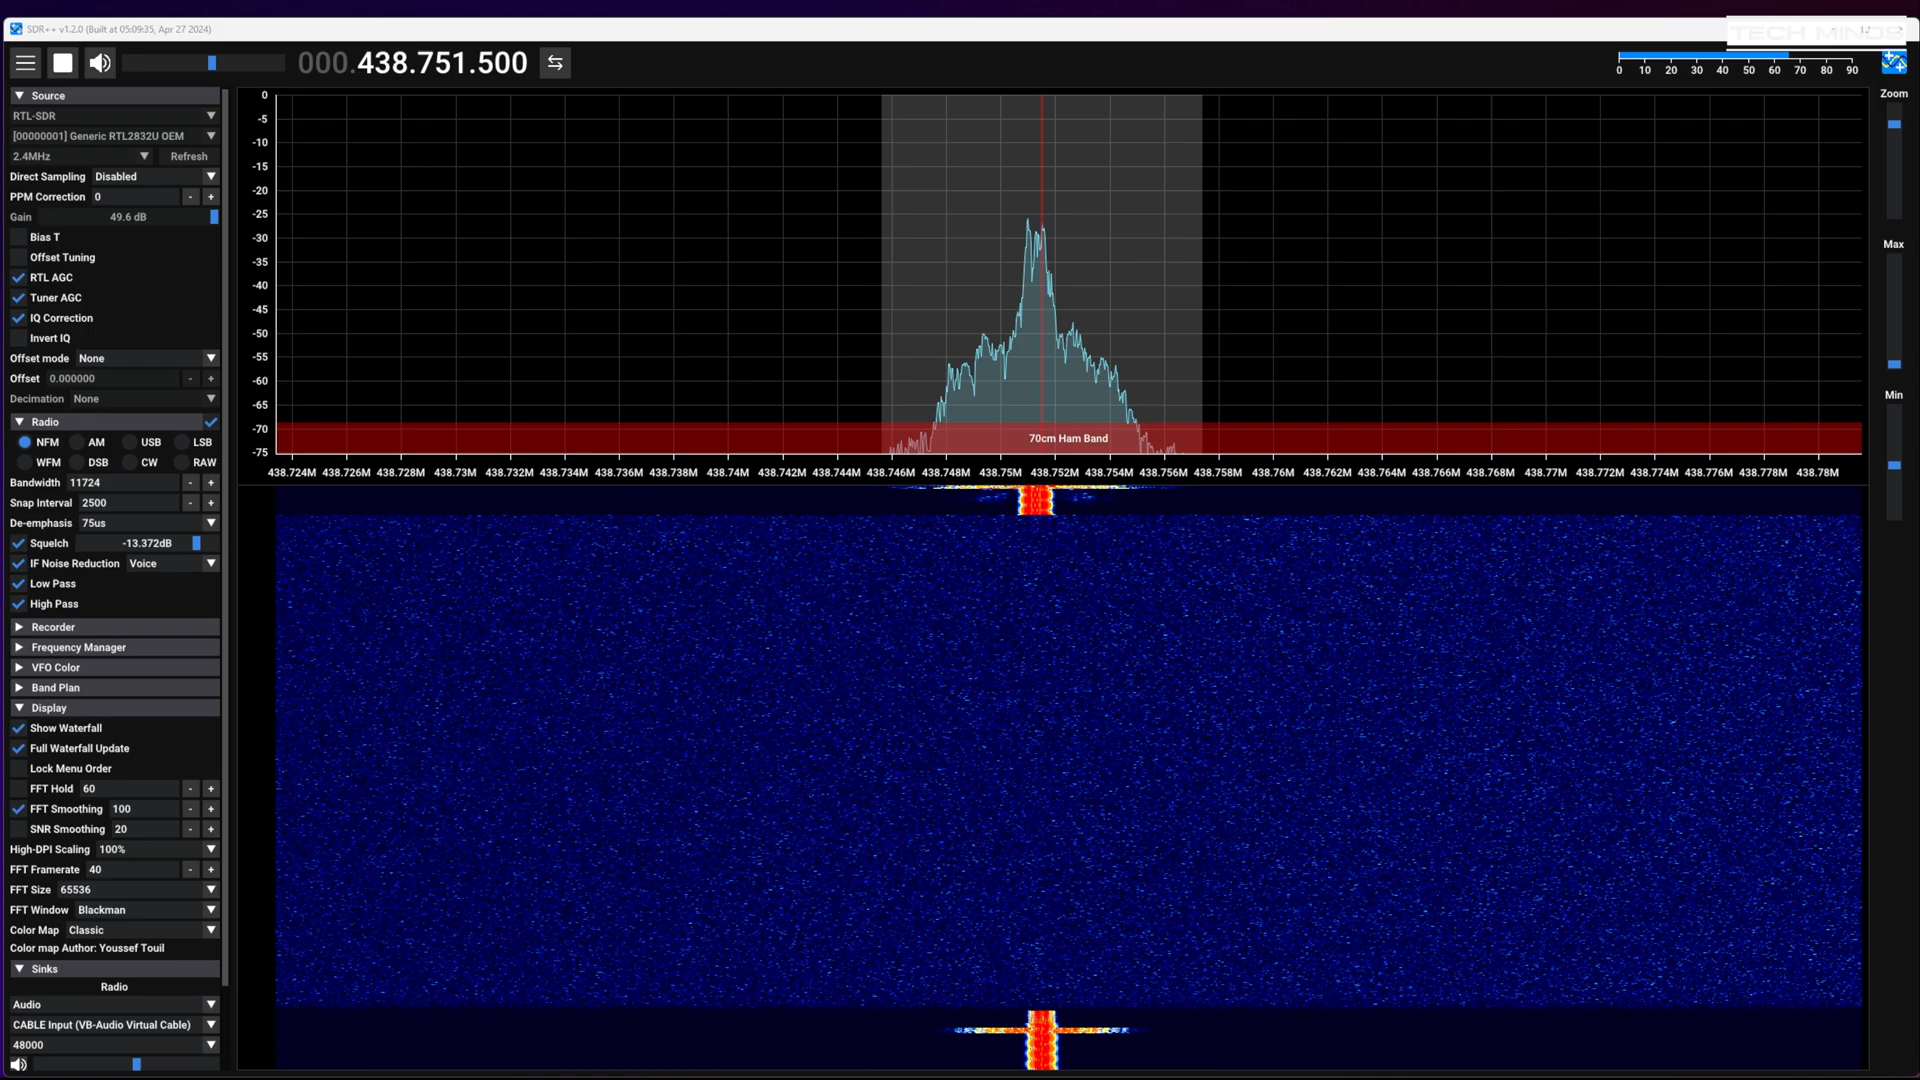 SDR++ v1.2.0 (Built at 05:09:35, Apr 27 2024)
TECH MINDS
000.438.751.500
0 10 20 30 40 50 60 70 80 90
Source
RTL-SDR
[00000001] Generic RTL2832U OEM
2.4MHz Refresh
Direct Sampling Disabled
PPM Correction 0 - +
Gain 49.6 dB
Bias T
Offset Tuning
RTL AGC
Tuner AGC
IQ Correction
Invert IQ
Offset mode None
Offset 0.000000 - +
Decimation None
Radio
NFM AM USB LSB
WFM DSB CW RAW
Bandwidth 11724 - +
Snap Interval 2500 - +
De-emphasis 75us
Squelch -13.372dB
IF Noise Reduction Voice
Low Pass
High Pass
Recorder
Frequency Manager
VFO Color
Band Plan
Display
Show Waterfall
Full Waterfall Update
Lock Menu Order
FFT Hold 60 - +
FFT Smoothing 100 - +
SNR Smoothing 20 - +
High-DPI Scaling 100%
FFT Framerate 40 - +
FFT Size 65536
FFT Window Blackman
Color Map Classic
Color map Author: Youssef Touil
Sinks
Radio
Audio
CABLE Input (VB-Audio Virtual Cable)
48000
0
-5
-10
-15
-20
-25
-30
-35
-40
-45
-50
-55
-60
-65
-70
-75
70cm Ham Band
438.724M 438.726M 438.728M 438.73M 438.732M 438.734M 438.736M 438.738M 438.74M 438.742M 438.744M 438.746M 438.748M 438.75M 438.752M 438.754M 438.756M 438.758M 438.76M 438.762M 438.764M 438.766M 438.768M 438.77M 438.772M 438.774M 438.776M 438.778M 438.78M
Zoom
Max
Min